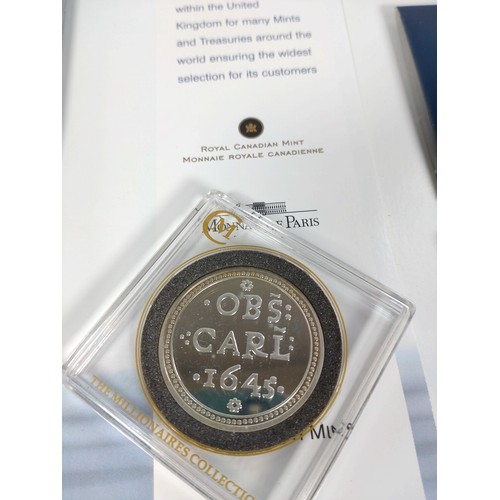 within the United
Kingdom for many Mints
and Treasuries around the
world ensuring the widest
selection for its customers
ROYAL CANADIAN MINT
MONNAIE ROYALE CANADIENNE
PARIS
OBS̃:
CARL̃:
1645
THE MILLIONAIRES COLLECTION
MINTS